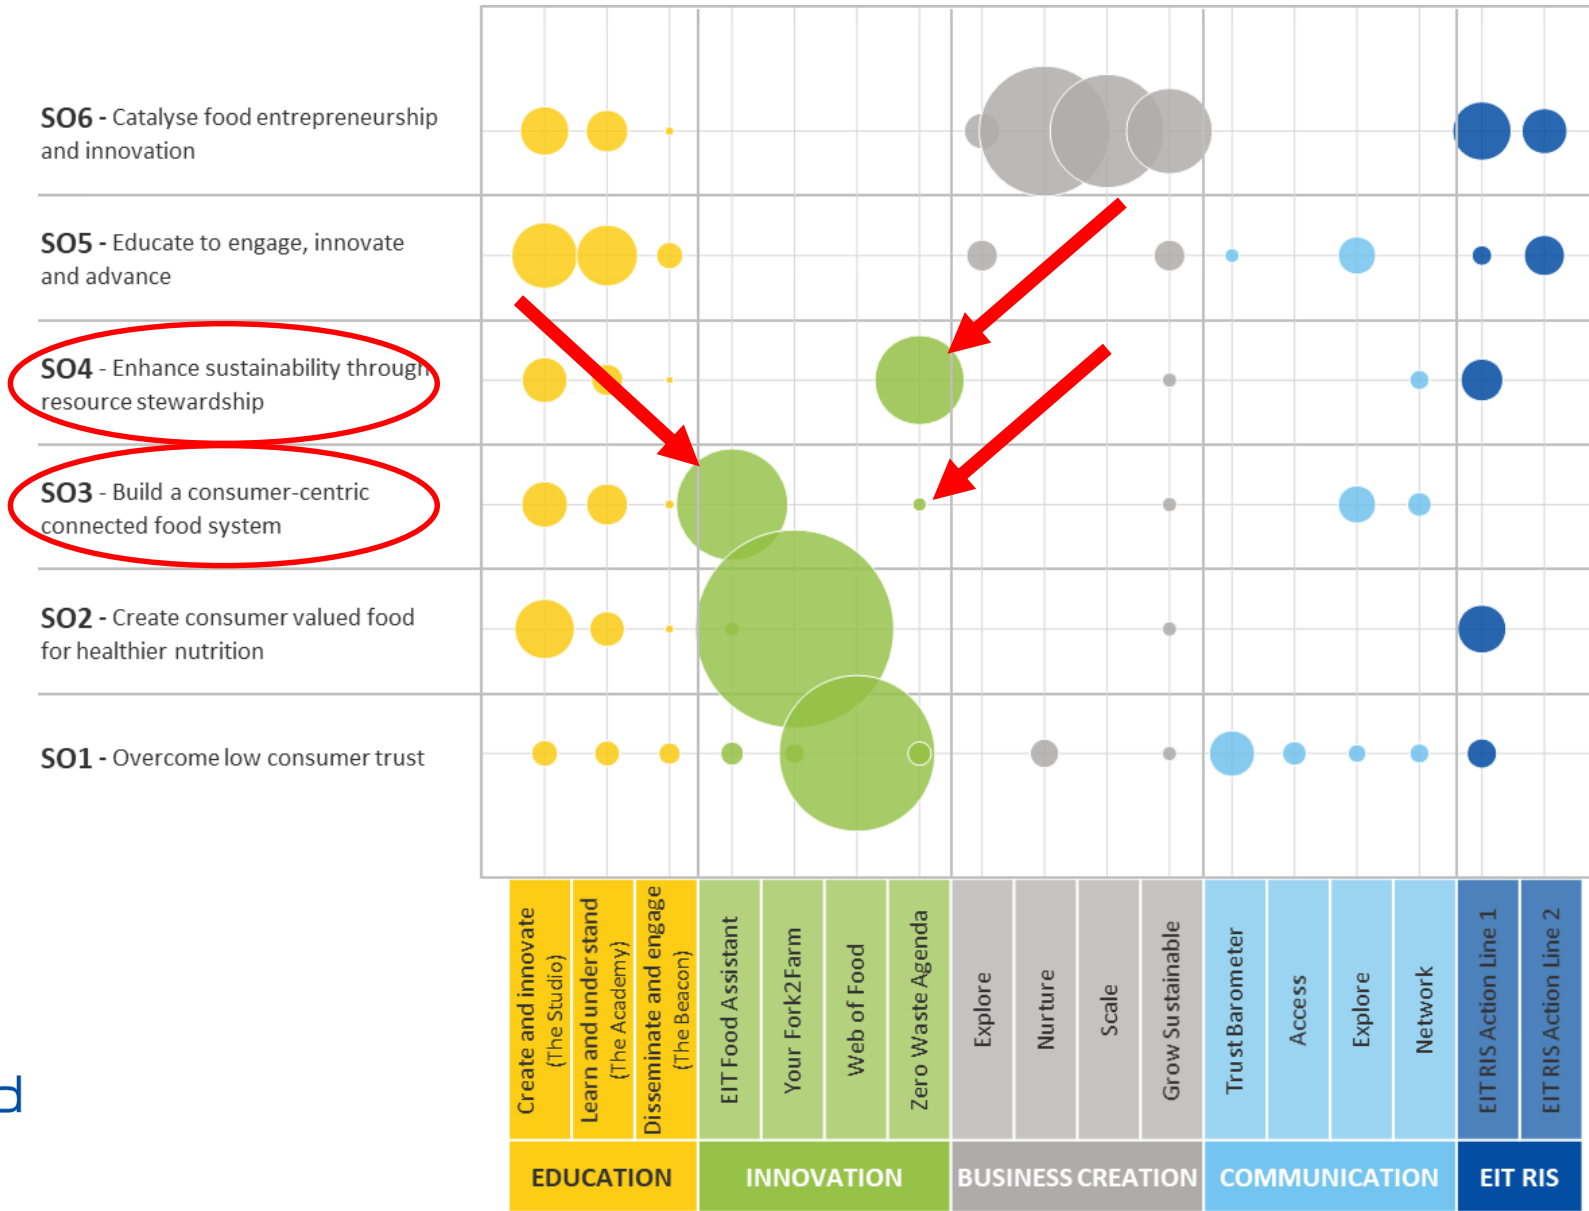 SO6 - Catalyse food entrepreneurship
and innovation
SO5 - Educate to engage, innovate
and advance
SO4 - Enhance sustainability through
resource stewardship
SO3 - Build a consumer-centric
connected food system
SO2 - Create consumer valued food
for healthier nutrition
SO1 - Overcome low consumer trust
d
Create and innovate
(The Studio)
Learn and understand
(The Academy)
Disseminate and engage
(The Beacon)
EIT Food Assistant
Your Fork2Farm
Web of Food
Zero Waste Agenda
Explore
Nurture
Scale
Grow Sustainable
Trust Barometer
Access
Explore
Network
EIT RIS Action Line 1
EIT RIS Action Line 2
EDUCATION
INNOVATION
BUSINESS CREATION
COMMUNICATION
EIT RIS